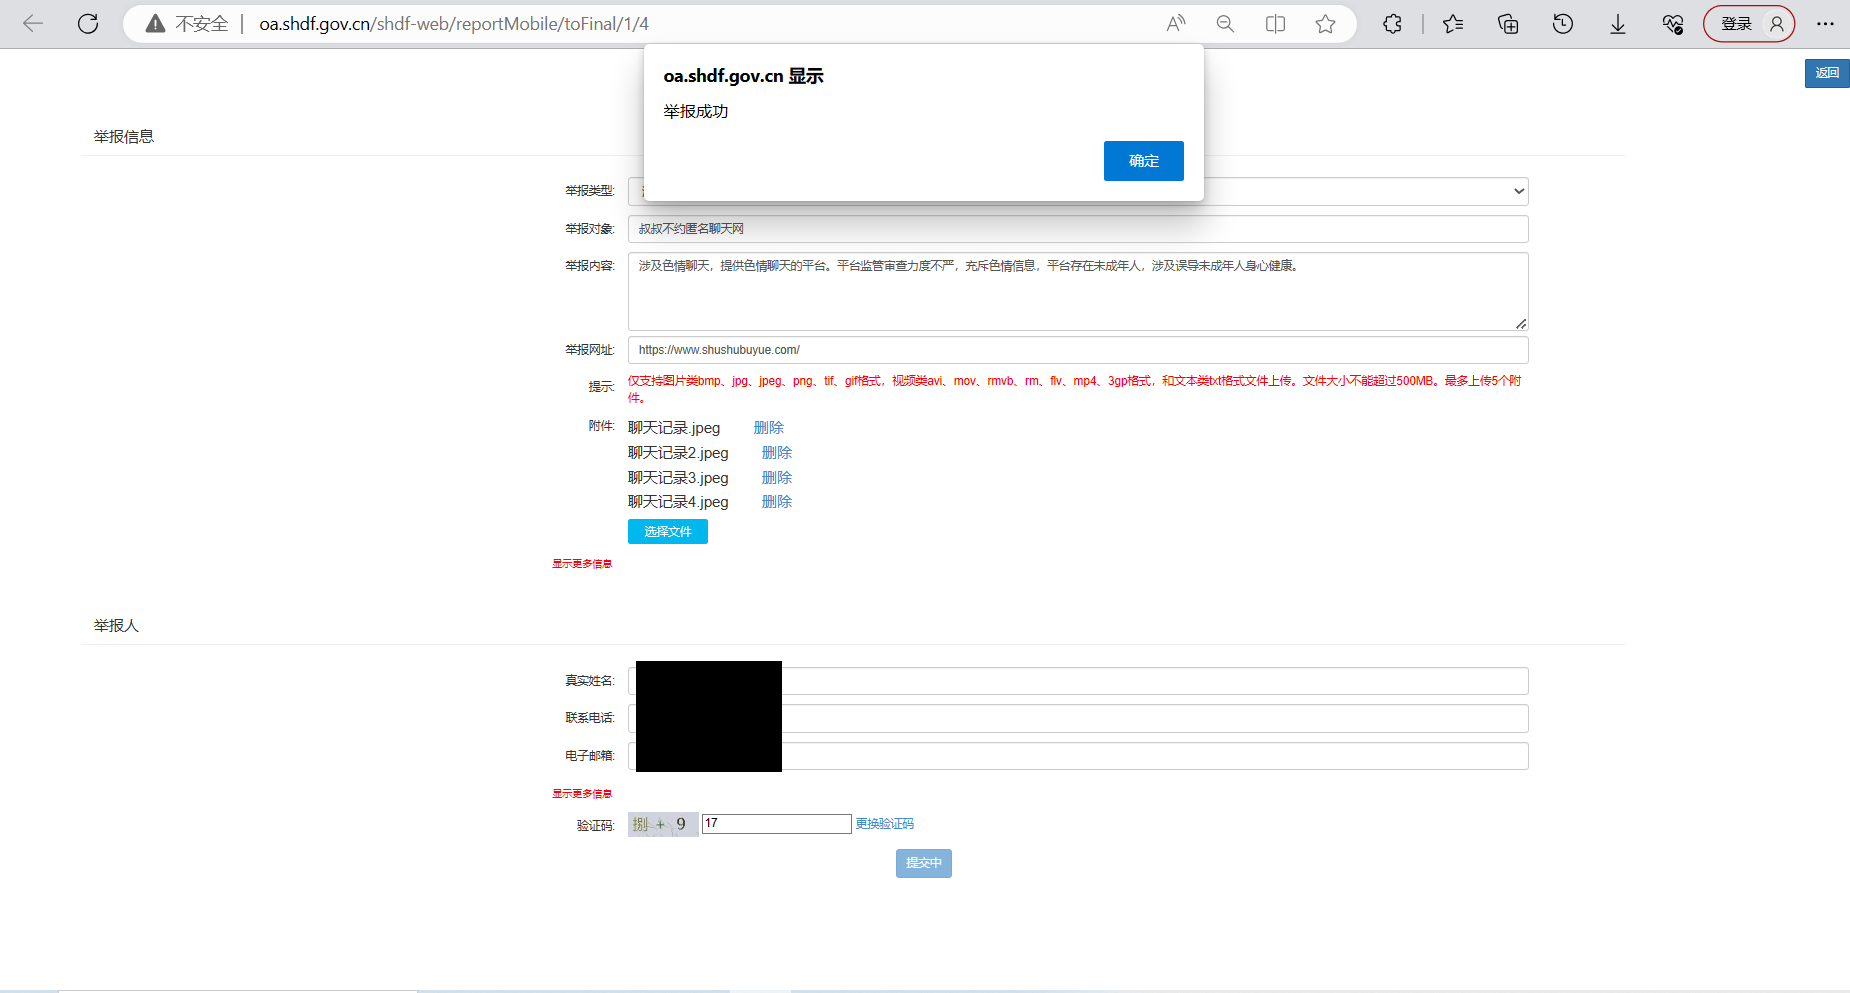 不安全 oa.shdf.gov.cn/shdf-web/reportMobile/toFinal/1/4 登录
oa.shdf.gov.cn 显示
举报成功
确定
返回
举报信息
举报类型:
举报对象: 叔叔不约匿名聊天网
举报内容: 涉及色情聊天，提供色情聊天的平台。平台监管审查力度不严，充斥色情信息，平台存在未成年人，涉及误导未成年人身心健康。
举报网址: https://www.shushubuyue.com/
提示: 仅支持图片类bmp、jpg、jpeg、png、tif、gif格式，视频类avi、mov、rmvb、rm、flv、mp4、3gp格式，和文本类txt格式文件上传。文件大小不能超过500MB。最多上传5个附
件。
附件: 聊天记录.jpeg 删除
聊天记录2.jpeg 删除
聊天记录3.jpeg 删除
聊天记录4.jpeg 删除
选择文件
显示更多信息
举报人
真实姓名:
联系电话:
电子邮箱:
显示更多信息
验证码: 捌 + 9 17 更换验证码
提交中